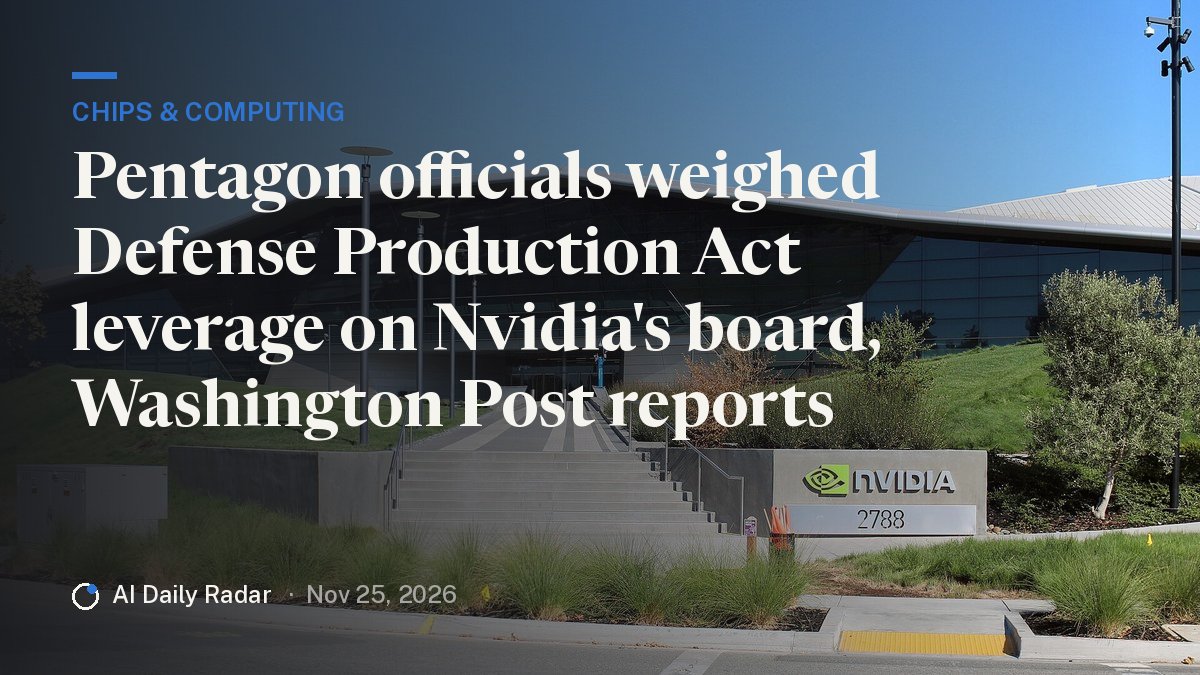 CHIPS & COMPUTING
Pentagon officials weighed
Defense Production Act
leverage on Nvidia's board,
Washington Post reports
NVIDIA
2788
AI Daily Radar · Nov 25, 2026